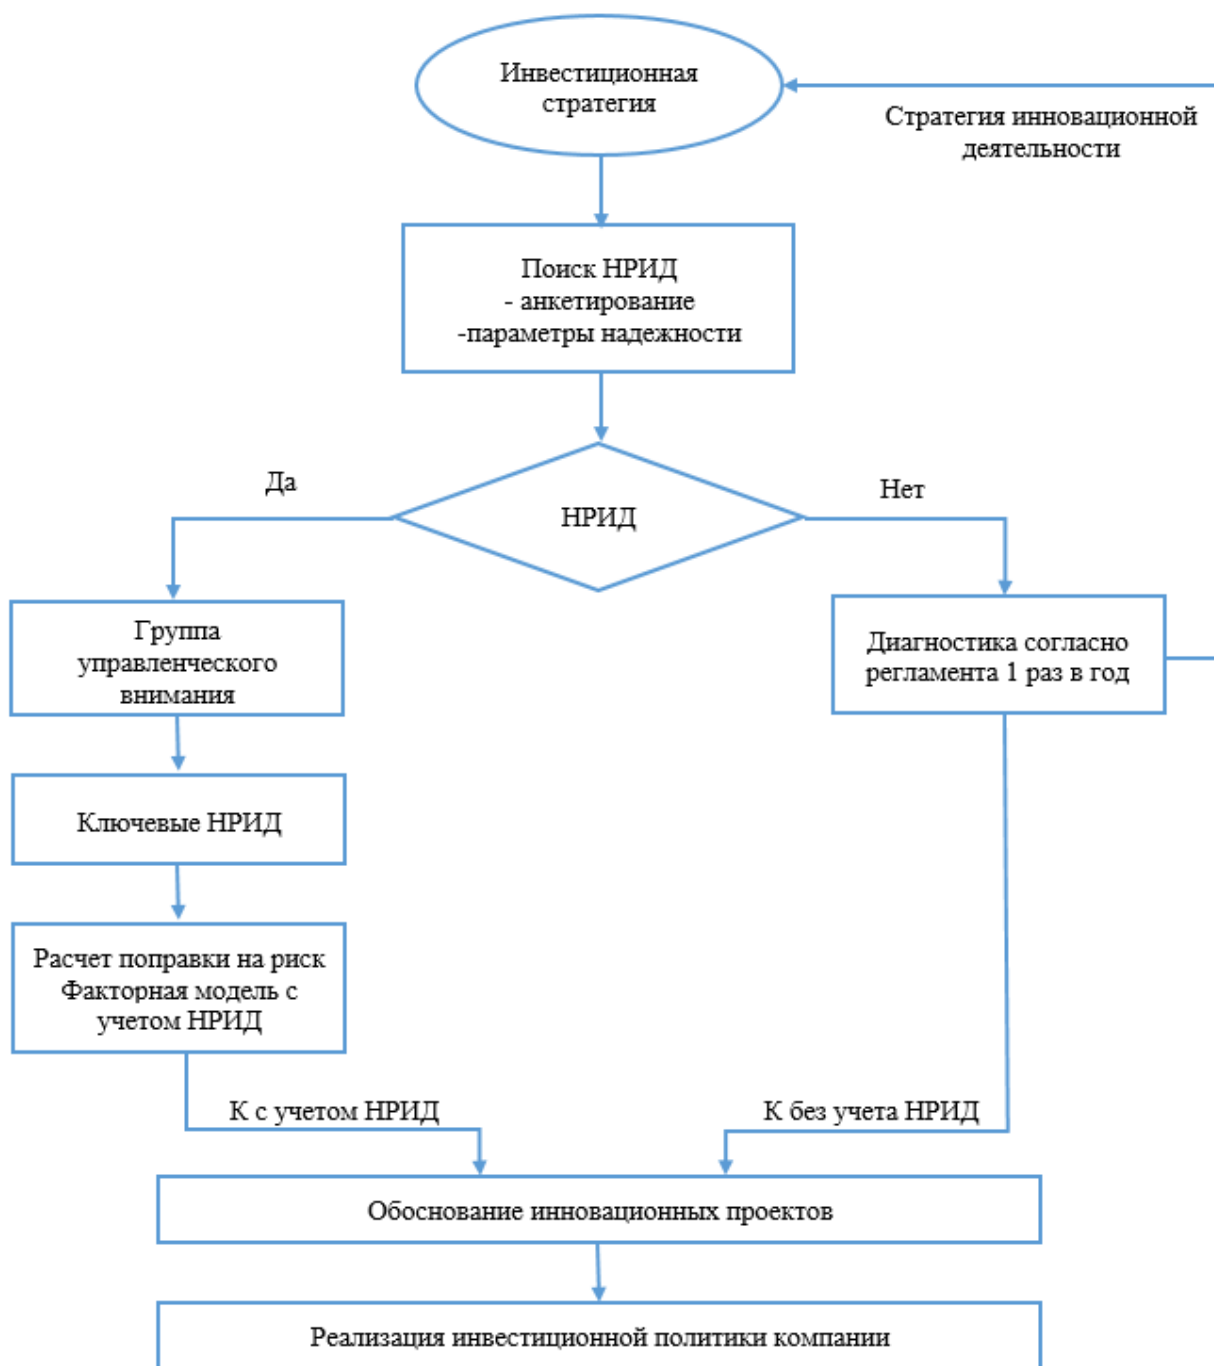 Инвестиционная
стратегия
Стратегия инновационной
деятельности
Поиск НРИД
- анкетирование
-параметры надежности
Да
Нет
НРИД
Группа
управленческого
внимания
Диагностика согласно
регламента 1 раз в год
Ключевые НРИД
Расчет поправки на риск
Факторная модель с
учетом НРИД
К с учетом НРИД
К без учета НРИД
Обоснование инновационных проектов
Реализация инвестиционной политики компании